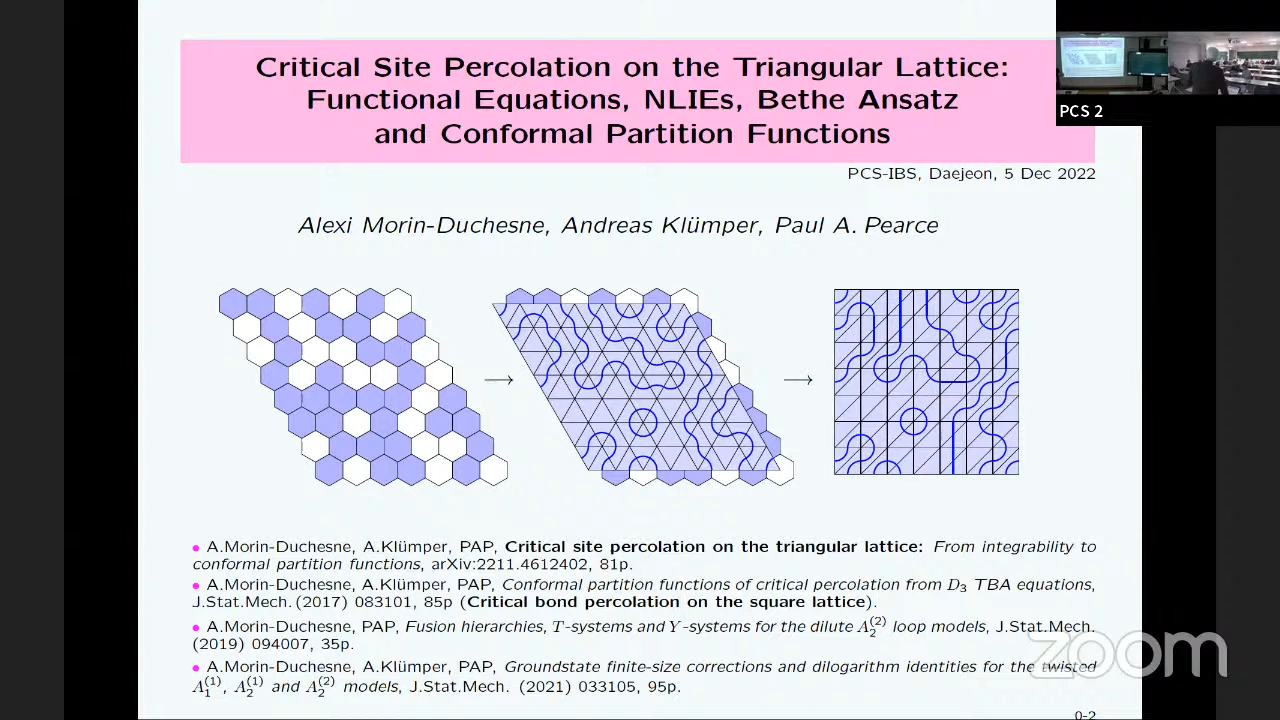 Critical Site Percolation on the Triangular Lattice:
Functional Equations, NLIEs, Bethe Ansatz
and Conformal Partition Functions
PCS 2
PCS-IBS, Daejeon, 5 Dec 2022
Alexi Morin-Duchesne, Andreas Klümper, Paul A. Pearce
→ →
• A.Morin-Duchesne, A.Klümper, PAP, Critical site percolation on the triangular lattice: From integrability to
conformal partition functions, arXiv:2211.4612402, 81p.
• A.Morin-Duchesne, A.Klümper, PAP, Conformal partition functions of critical percolation from D₃ TBA equations,
J.Stat.Mech. (2017) 083101, 85p (Critical bond percolation on the square lattice).
• A.Morin-Duchesne, PAP, Fusion hierarchies, T-systems and Y-systems for the dilute A₂⁽²⁾ loop models, J.Stat.Mech.
(2019) 094007, 35p.
• A.Morin-Duchesne, A.Klümper, PAP, Groundstate finite-size corrections and dilogarithm identities for the twisted
A₁⁽¹⁾, A₂⁽¹⁾ and A₂⁽²⁾ models, J.Stat.Mech. (2021) 033105, 95p.
zoom
0-2